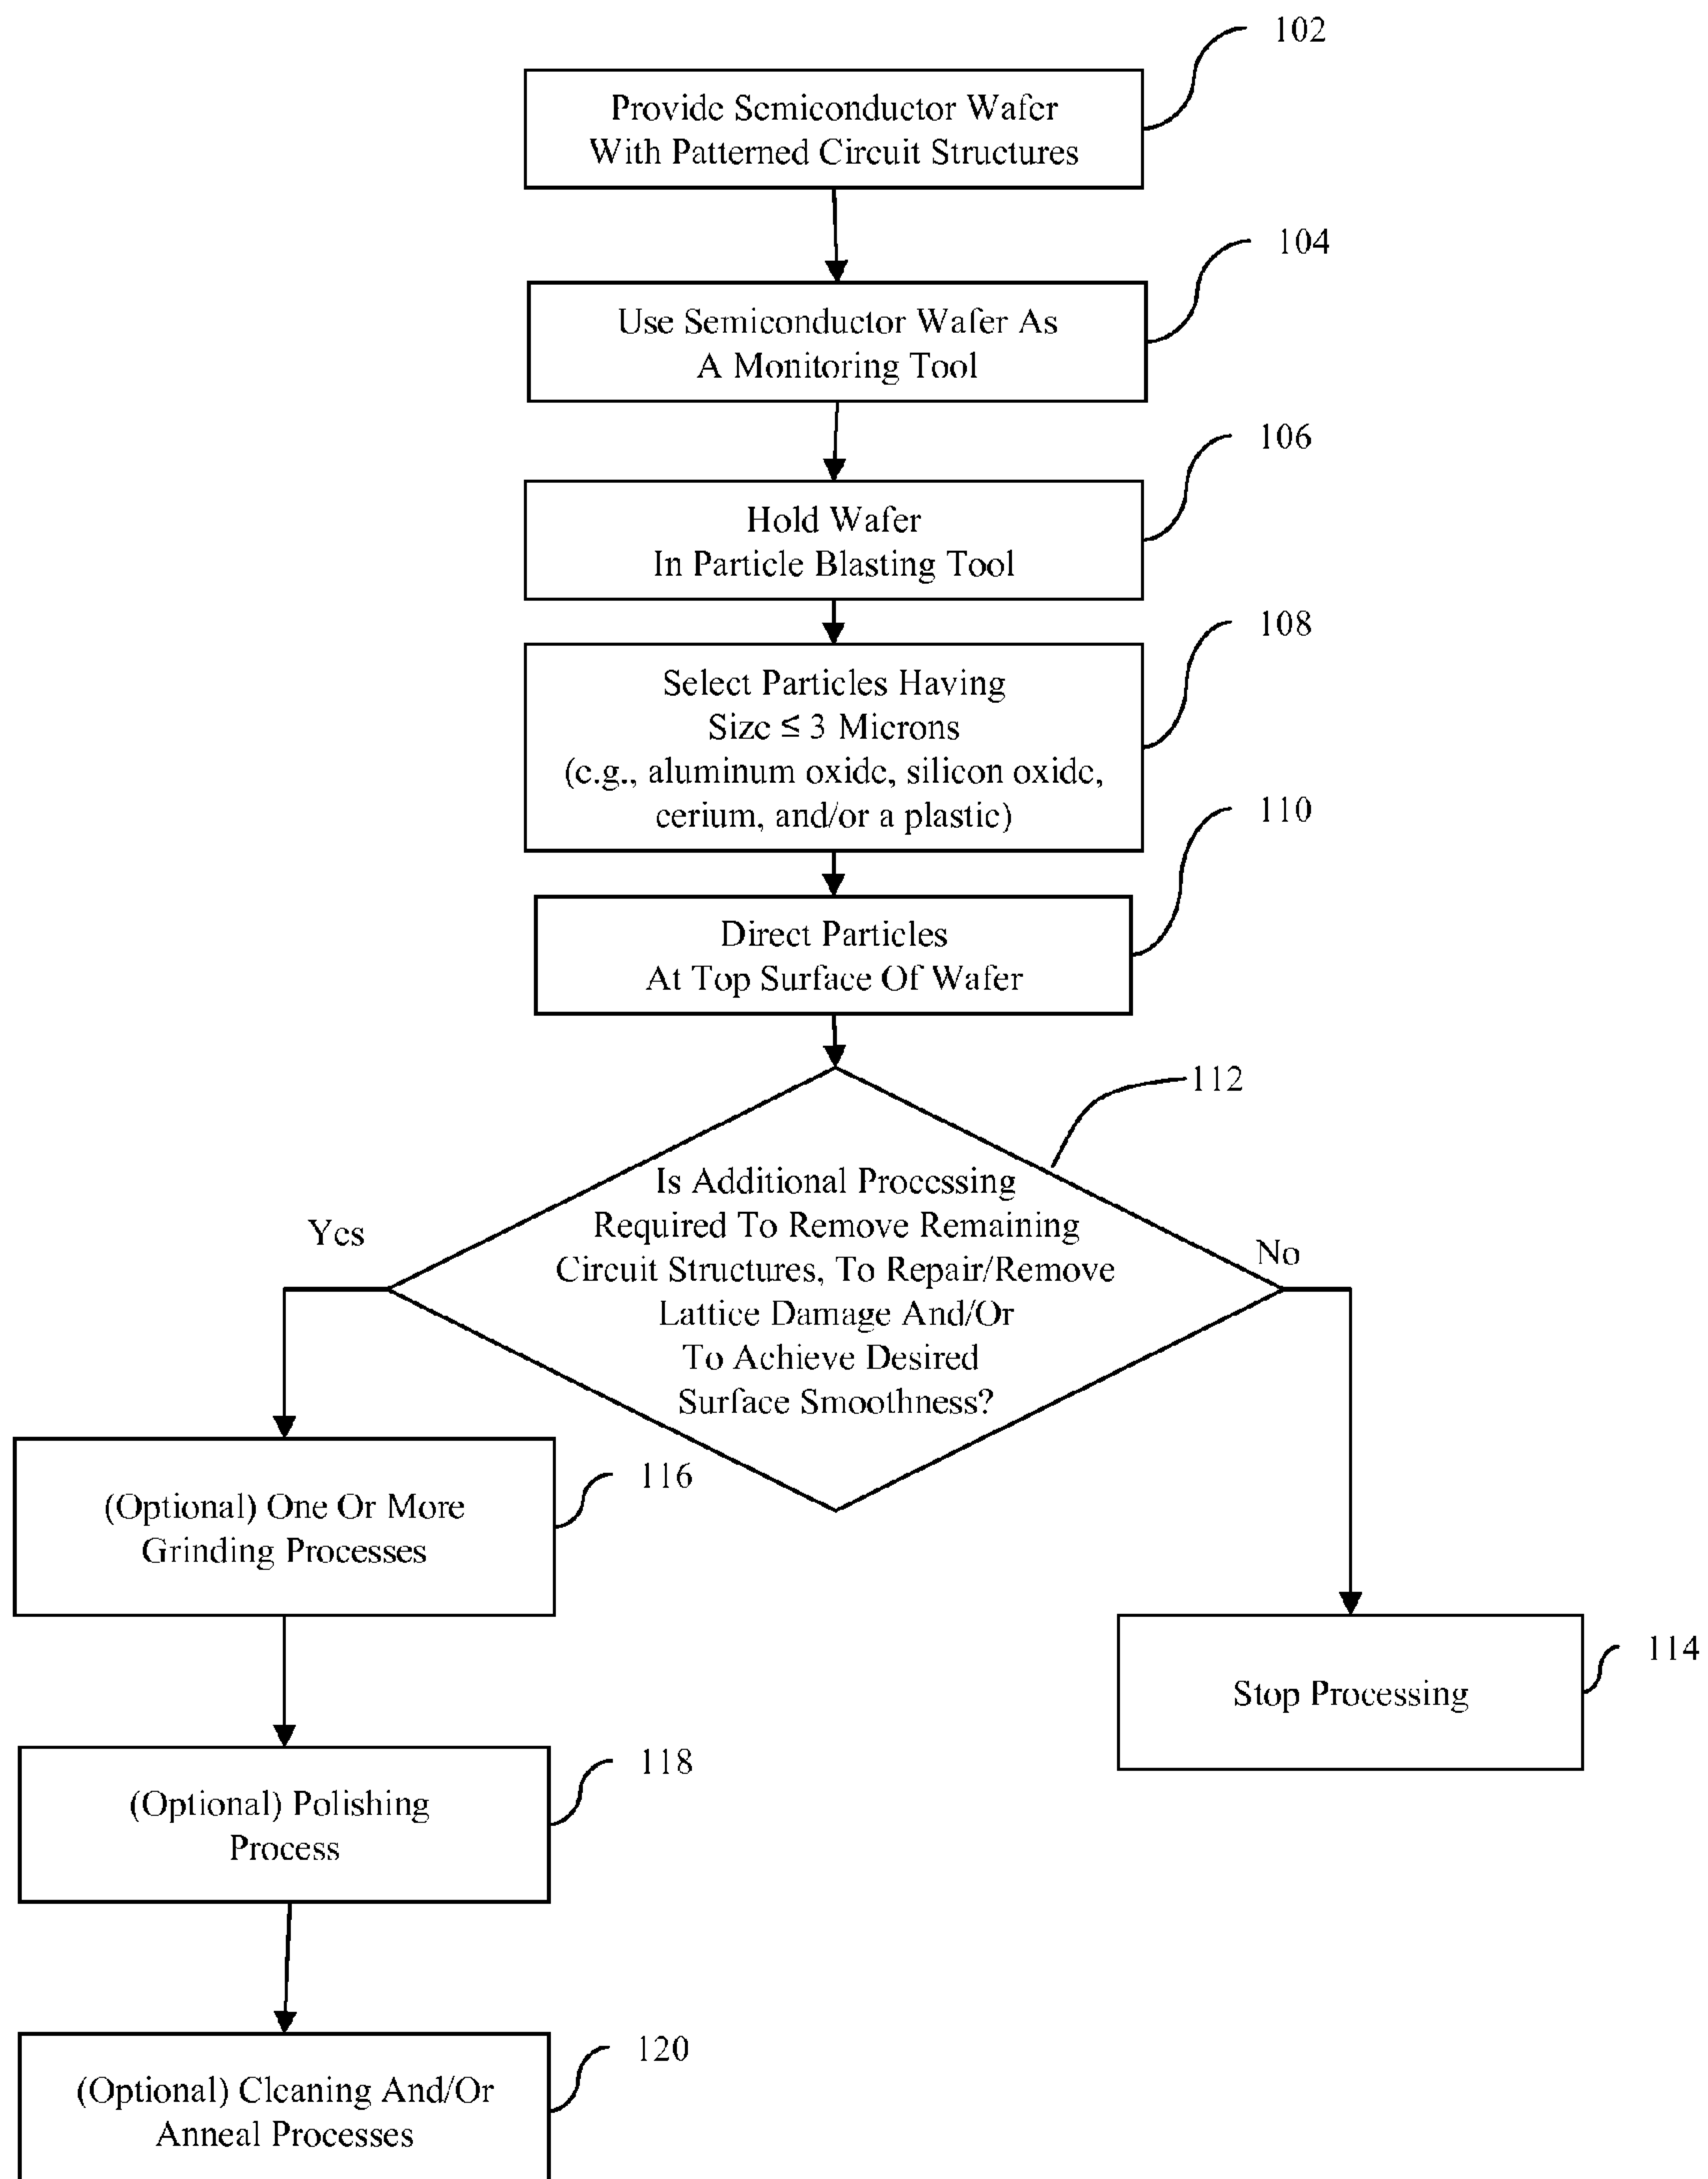 102
Provide Semiconductor Wafer
With Patterned Circuit Structures
104
Use Semiconductor Wafer As
A Monitoring Tool
106
Hold Wafer
In Particle Blasting Tool
108
Select Particles Having
Size ≤ 3 Microns
(e.g., aluminum oxide, silicon oxide,
cerium, and/or a plastic)
110
Direct Particles
At Top Surface Of Wafer
112
Is Additional Processing
Required To Remove Remaining
Circuit Structures, To Repair/Remove
Lattice Damage And/Or
To Achieve Desired
Surface Smoothness?
Yes
No
116
(Optional) One Or More
Grinding Processes
114
Stop Processing
118
(Optional) Polishing
Process
120
(Optional) Cleaning And/Or
Anneal Processes